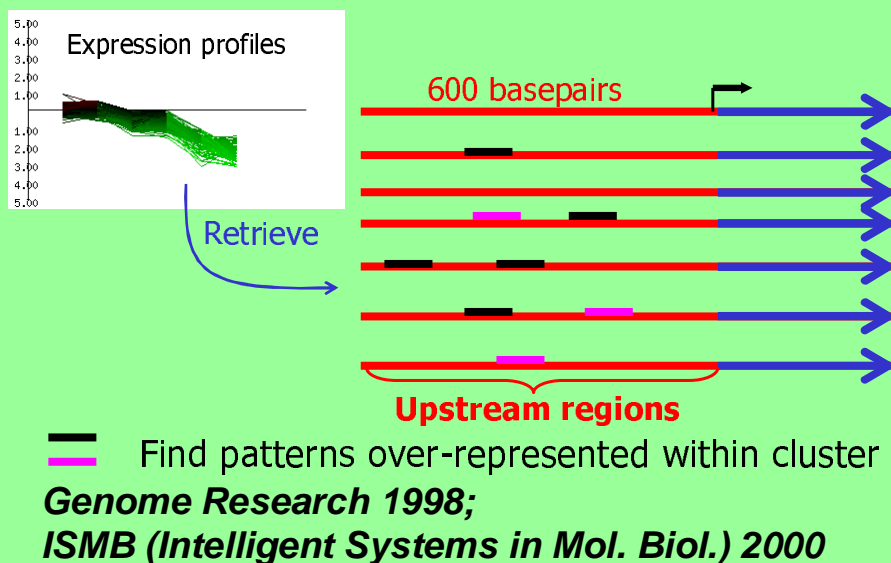 5.00
4.00
3.00
2.00
1.00
1.00
2.00
3.00
4.00
5.00
Expression profiles
600 basepairs
Retrieve
Upstream regions
Find patterns over-represented within cluster
Genome Research 1998;
ISMB (Intelligent Systems in Mol. Biol.) 2000